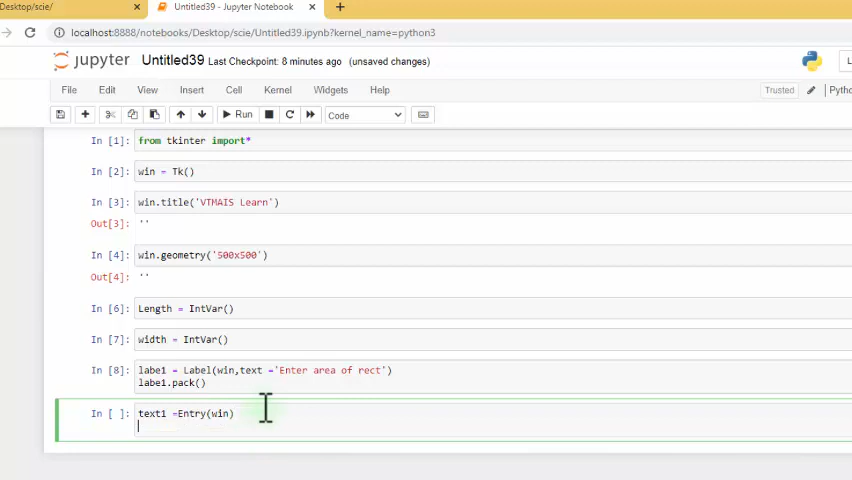 Desktop/scie/
Untitled39 - Jupyter Notebook
localhost:8888/notebooks/Desktop/scie/Untitled39.ipynb?kernel_name=python3
jupyter Untitled39 Last Checkpoint: 8 minutes ago (unsaved changes)
File Edit View Insert Cell Kernel Widgets Help Trusted Pytho
Run Code
In [1]: from tkinter import*
In [2]: win = Tk()
In [3]: win.title('VTMAIS Learn')
Out[3]: ''
In [4]: win.geometry('500x500')
Out[4]: ''
In [6]: Length = IntVar()
In [7]: width = IntVar()
In [8]: labe1 = Label(win,text ='Enter area of rect')
labe1.pack()
In [ ]: text1 =Entry(win)